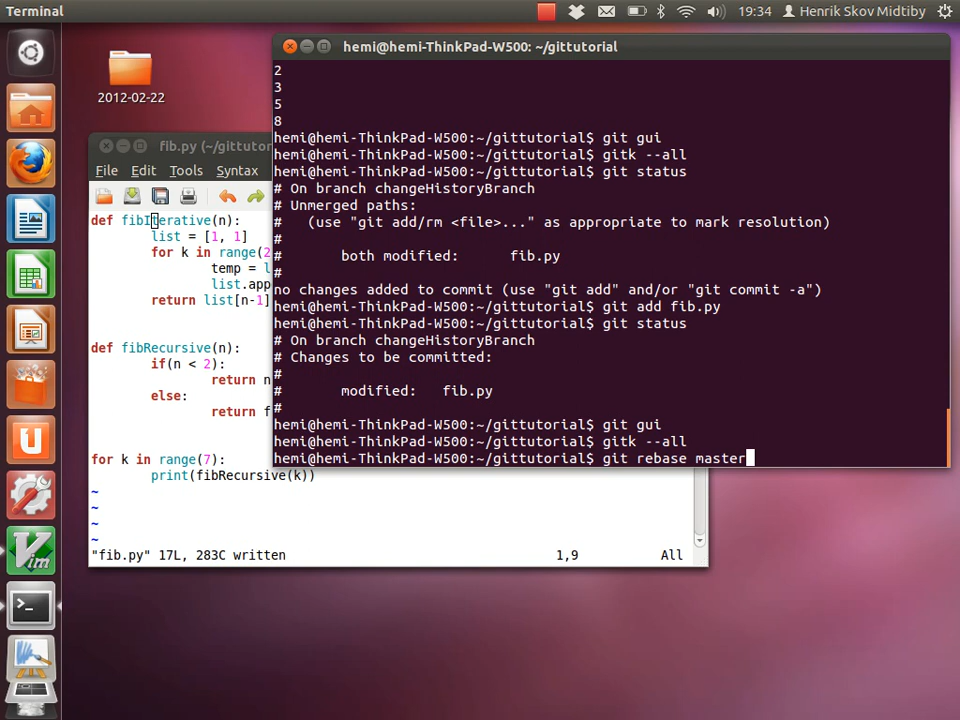 Terminal
19:34
Henrik Skov Midtiby
2012-02-22
hemi@hemi-ThinkPad-W500: ~/gittutorial
2
3
5
8
hemi@hemi-ThinkPad-W500:~/gittutorial$ git gui
hemi@hemi-ThinkPad-W500:~/gittutorial$ gitk --all
hemi@hemi-ThinkPad-W500:~/gittutorial$ git status
# On branch changeHistoryBranch
# Unmerged paths:
#   (use "git add/rm <file>..." as appropriate to mark resolution)
#
#       both modified:      fib.py
#
no changes added to commit (use "git add" and/or "git commit -a")
hemi@hemi-ThinkPad-W500:~/gittutorial$ git add fib.py
hemi@hemi-ThinkPad-W500:~/gittutorial$ git status
# On branch changeHistoryBranch
# Changes to be committed:
#
#       modified:   fib.py
#
hemi@hemi-ThinkPad-W500:~/gittutorial$ git gui
hemi@hemi-ThinkPad-W500:~/gittutorial$ gitk --all
hemi@hemi-ThinkPad-W500:~/gittutorial$ git rebase master
fib.py (~/gittutor
File Edit Tools Syntax
def fibIterative(n):
list = [1, 1]
for k in range(2
temp = l
list.app
return list[n-1]
def fibRecursive(n):
if(n < 2):
return n
else:
return f
for k in range(7):
print(fibRecursive(k))
~
~
~
~
"fib.py" 17L, 283C written 1,9 All